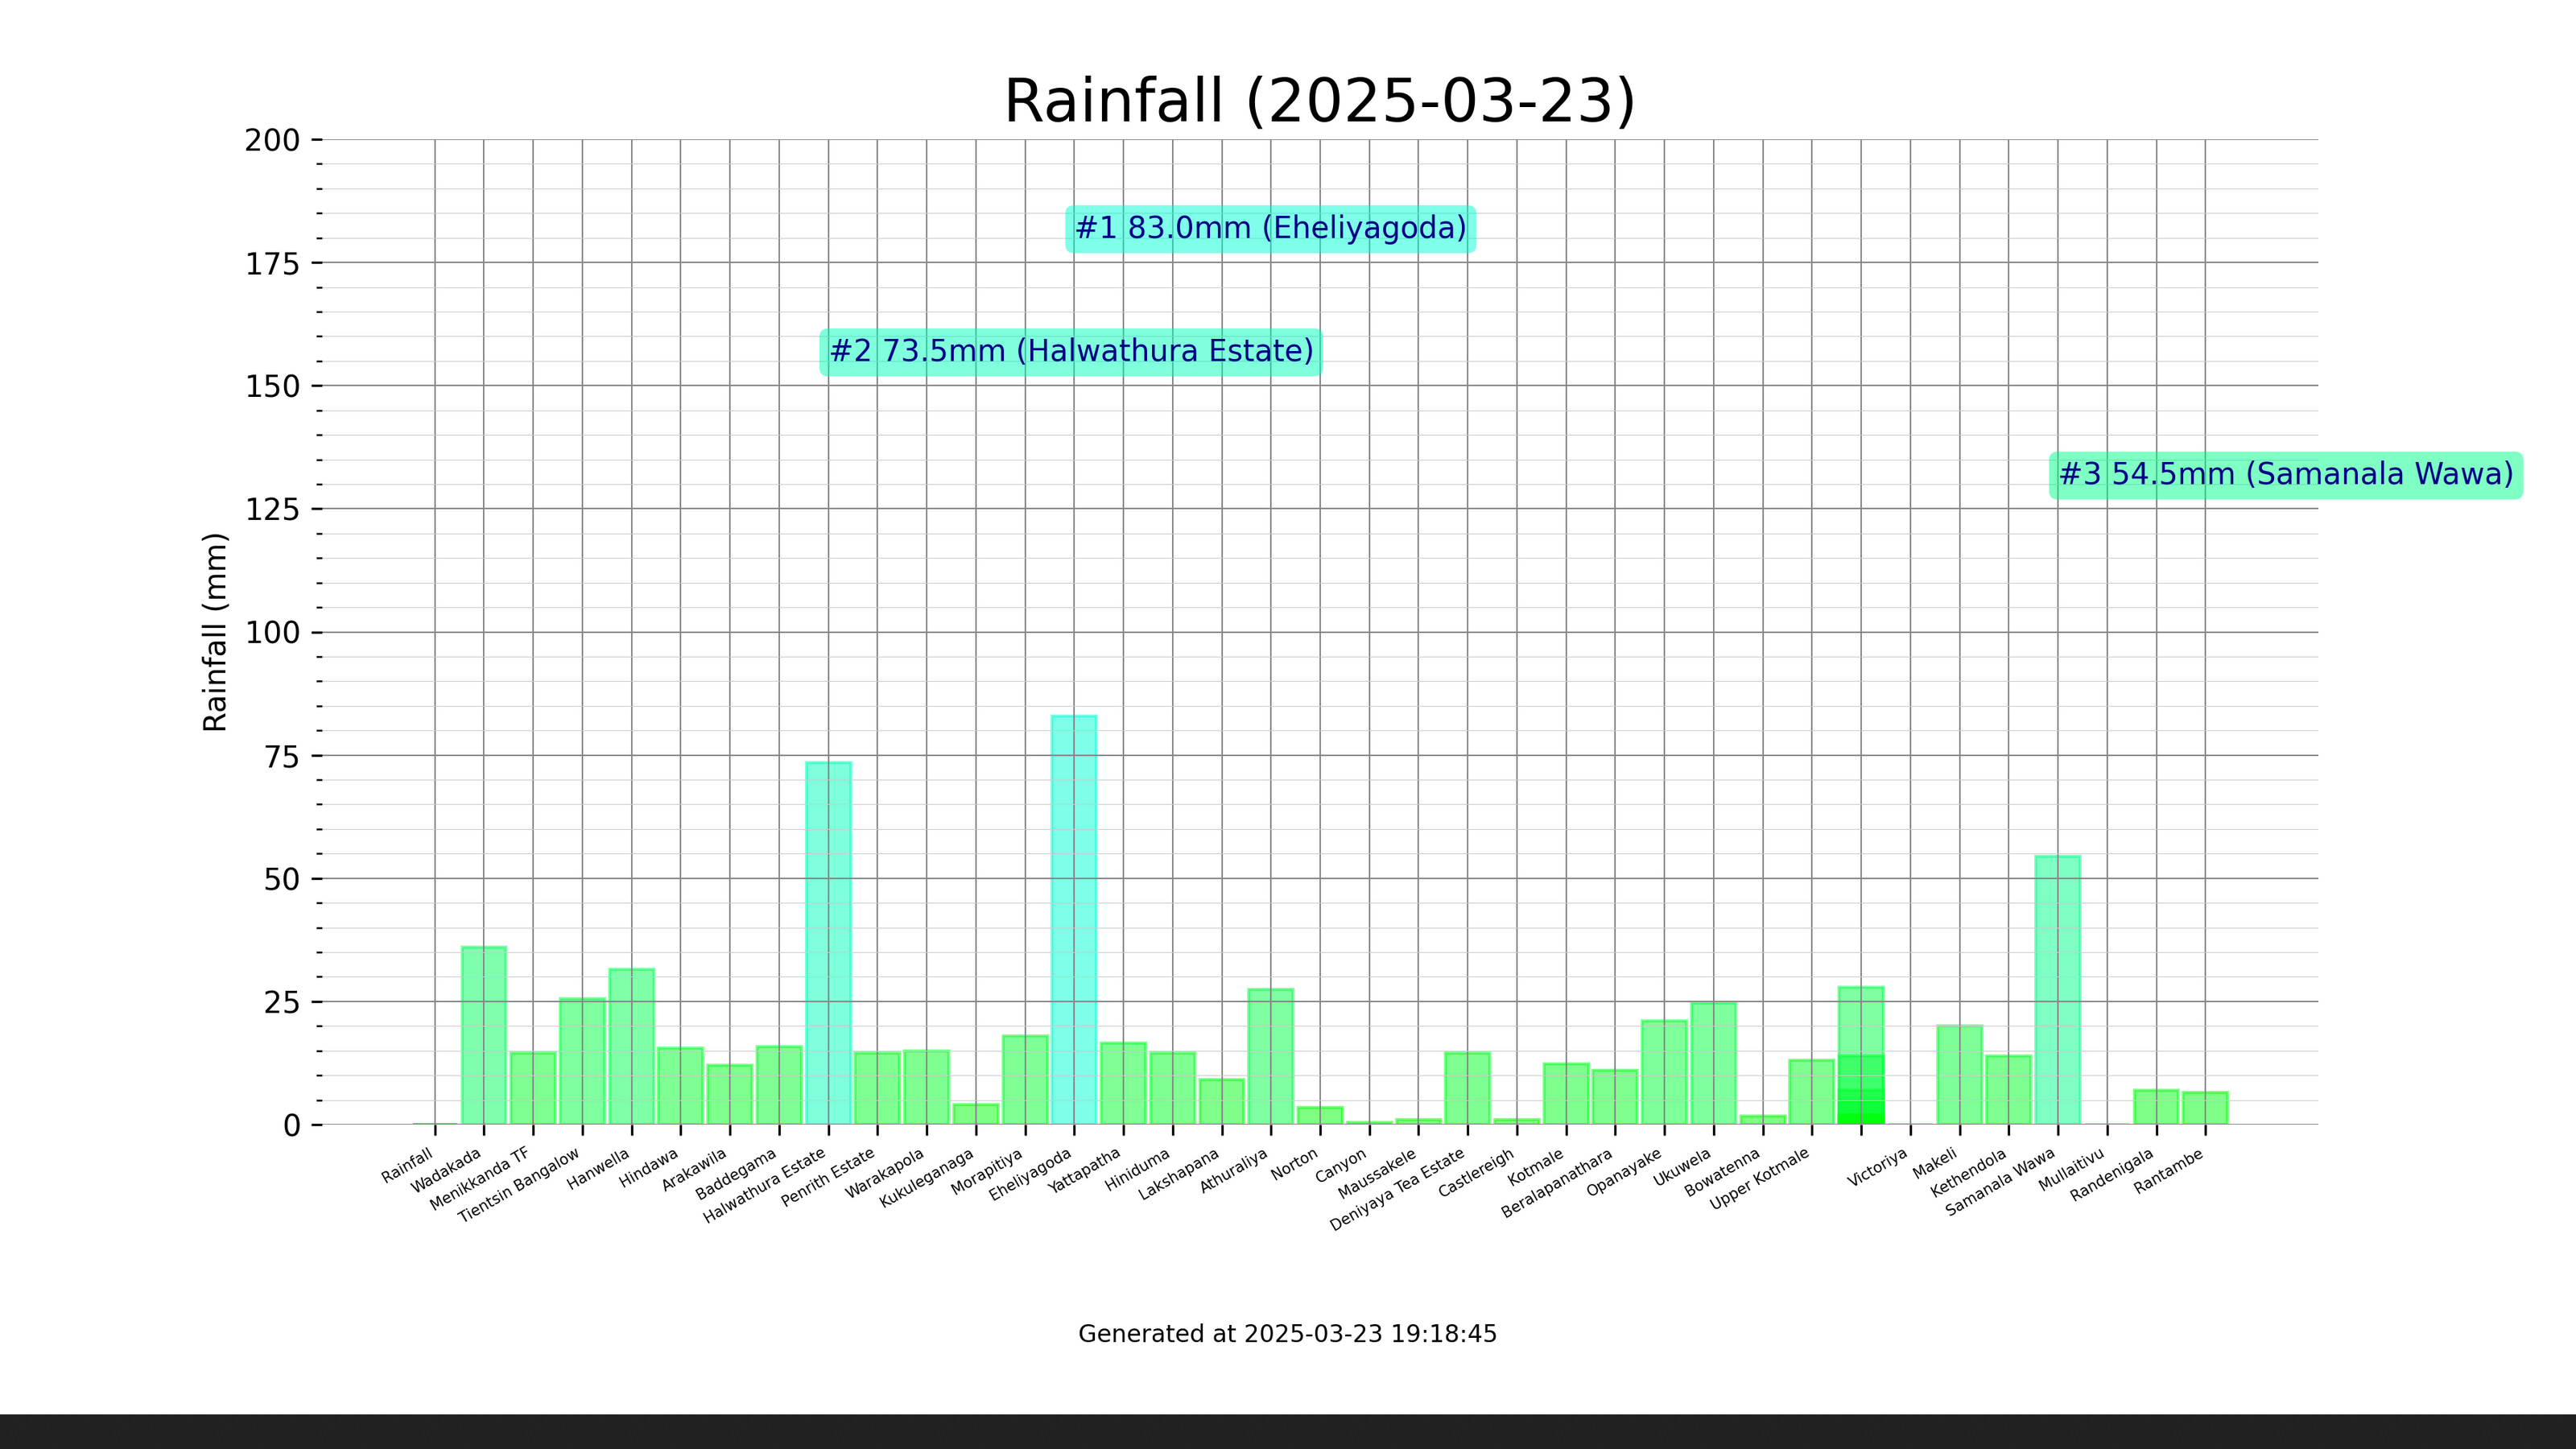 Rainfall (2025-03-23)
200
175
150
125
100
75
50
25
0
Rainfall (mm)
#1 83.0mm (Eheliyagoda)
#2 73.5mm (Halwathura Estate)
#3 54.5mm (Samanala Wawa)
Rainfall
Wadakada
Menikkanda TF
Tientsin Bangalow
Hanwella
Hindawa
Arakawila
Baddegama
Halwathura Estate
Penrith Estate
Warakapola
Kukuleganaga
Morapitiya
Eheliyagoda
Yattapatha
Hiniduma
Lakshapana
Athuraliya
Norton
Canyon
Maussakele
Deniyaya Tea Estate
Castlereigh
Kotmale
Beralapanathara
Opanayake
Ukuwela
Bowatenna
Upper Kotmale
Victoriya
Makeli
Kethendola
Samanala Wawa
Mullaitivu
Randenigala
Rantambe
Generated at 2025-03-23 19:18:45